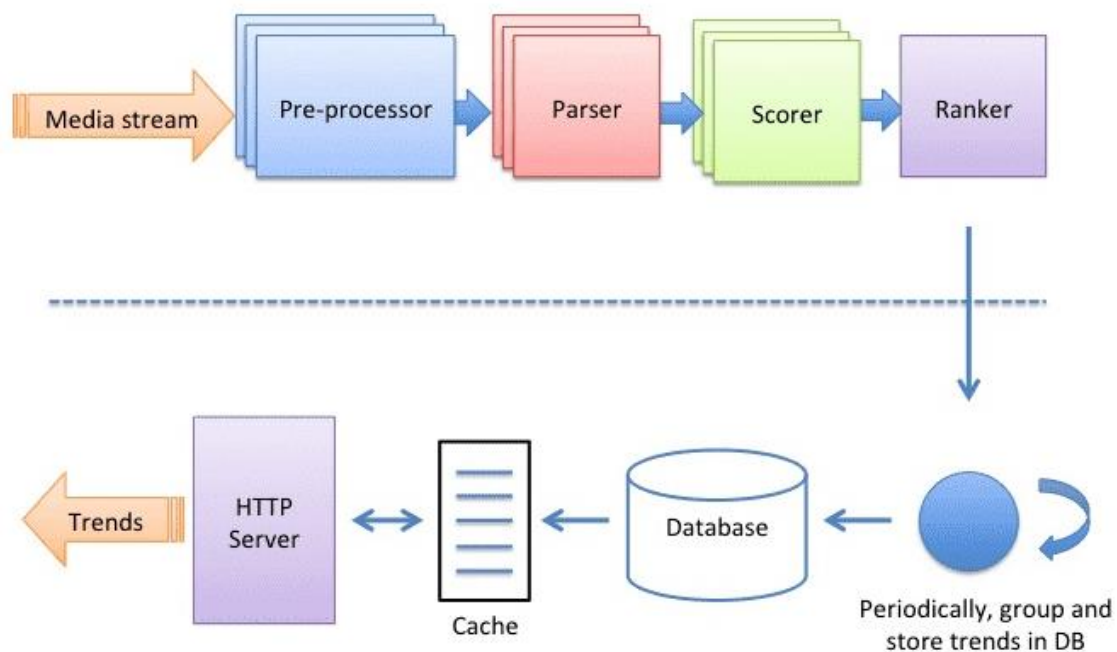 Media stream
Pre-processor
Parser
Scorer
Ranker
Trends
HTTP
Server
Cache
Database
Periodically, group and
store trends in DB